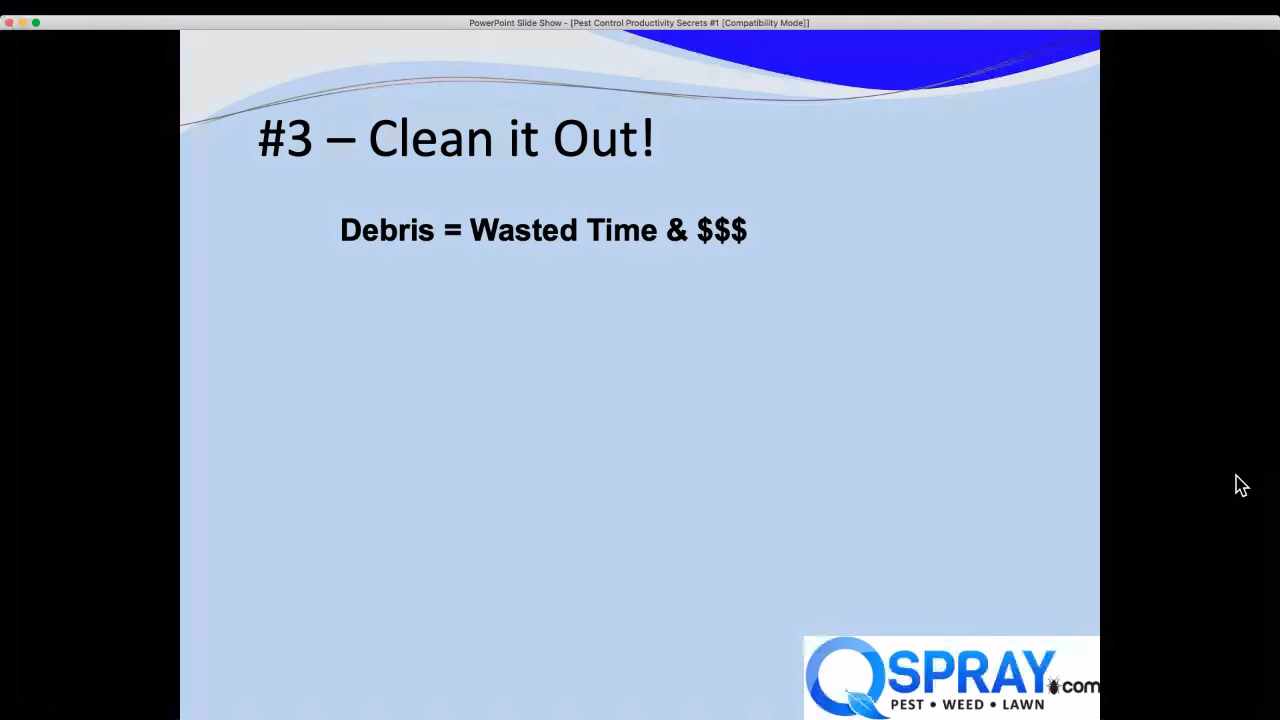 PowerPoint Slide Show - [Pest Control Productivity Secrets #1 [Compatibility Mode]]
#3 – Clean it Out!
Debris = Wasted Time & $$$
QSPRAY.com
PEST • WEED • LAWN